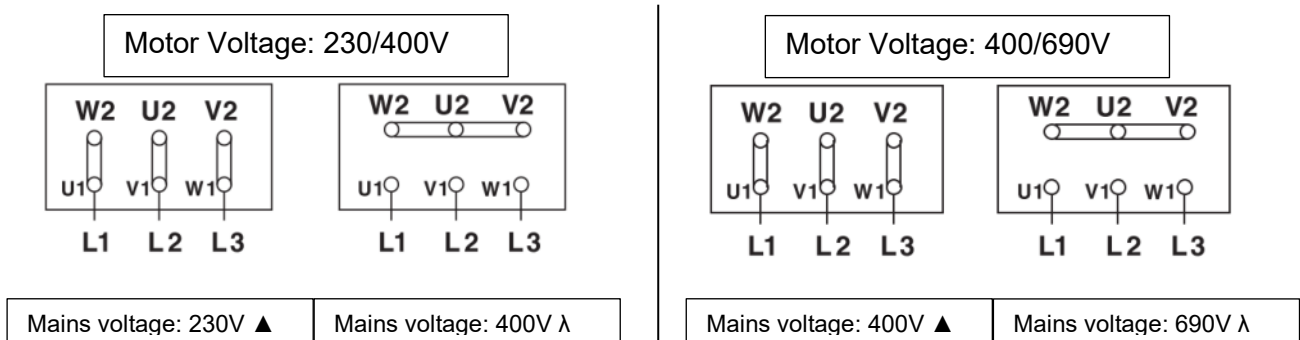 Motor Voltage: 230/400V
W2 U2 V2
U1 V1 W1
L1 L2 L3
W2 U2 V2
U1 V1 W1
L1 L2 L3
Mains voltage: 230V ▲
Mains voltage: 400V λ
Motor Voltage: 400/690V
W2 U2 V2
U1 V1 W1
L1 L2 L3
W2 U2 V2
U1 V1 W1
L1 L2 L3
Mains voltage: 400V ▲
Mains voltage: 690V λ